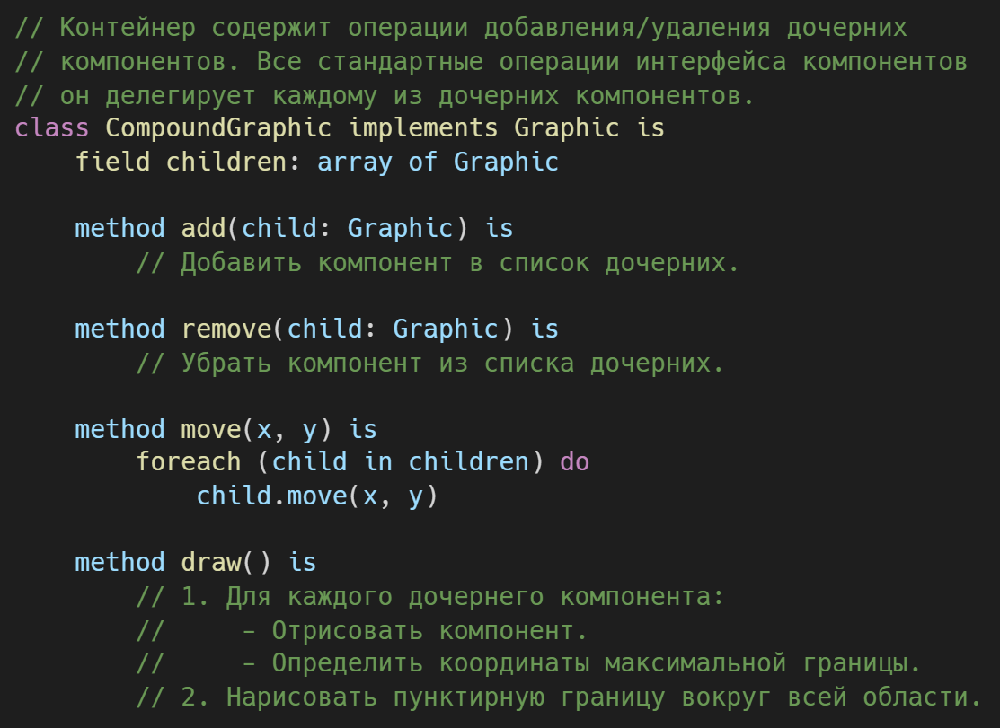 // Контейнер содержит операции добавления/удаления дочерних
// компонентов. Все стандартные операции интерфейса компонентов
// он делегирует каждому из дочерних компонентов.
class CompoundGraphic implements Graphic is
    field children: array of Graphic

    method add(child: Graphic) is
        // Добавить компонент в список дочерних.

    method remove(child: Graphic) is
        // Убрать компонент из списка дочерних.

    method move(x, y) is
        foreach (child in children) do
            child.move(x, y)

    method draw() is
        // 1. Для каждого дочернего компонента:
        //     - Отрисовать компонент.
        //     - Определить координаты максимальной границы.
        // 2. Нарисовать пунктирную границу вокруг всей области.